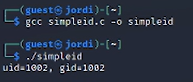 ┌──(guest㉿jordi)-[~]
└─$ gcc simpleid.c -o simpleid
┌──(guest㉿jordi)-[~]
└─$ ./simpleid
uid=1002, gid=1002